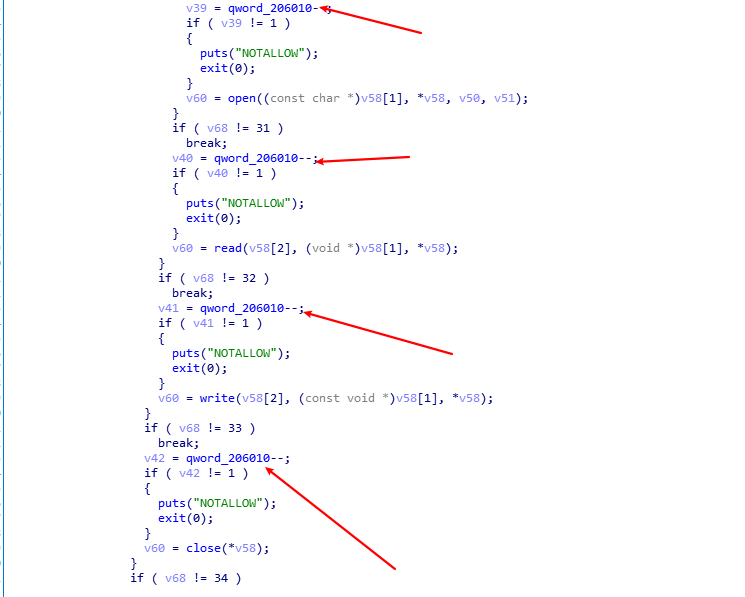 v39 = qword_206010--;
if ( v39 != 1 )
{
puts("NOTALLOW");
exit(0);
}
v60 = open((const char *)v58[1], *v58, v50, v51);
}
if ( v68 != 31 )
break;
v40 = qword_206010--;
if ( v40 != 1 )
{
puts("NOTALLOW");
exit(0);
}
v60 = read(v58[2], (void *)v58[1], *v58);
}
if ( v68 != 32 )
break;
v41 = qword_206010--;
if ( v41 != 1 )
{
puts("NOTALLOW");
exit(0);
}
v60 = write(v58[2], (const void *)v58[1], *v58);
}
if ( v68 != 33 )
break;
v42 = qword_206010--;
if ( v42 != 1 )
{
puts("NOTALLOW");
exit(0);
}
v60 = close(*v58);
}
if ( v68 != 34 )